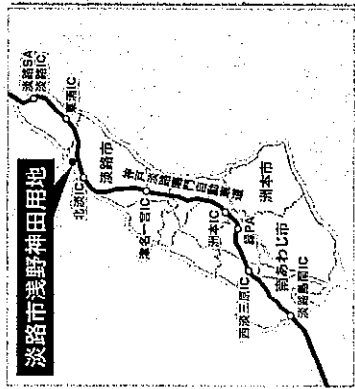 淡路市浅野神田用地
淡路SA
淡路IC
東浦IC
北淡IC
淡路市
神戸淡路鳴門自動車道
津名一宮IC
洲本市
洲本IC
緑PA
南あわじ市
西淡三原IC
淡路島南IC